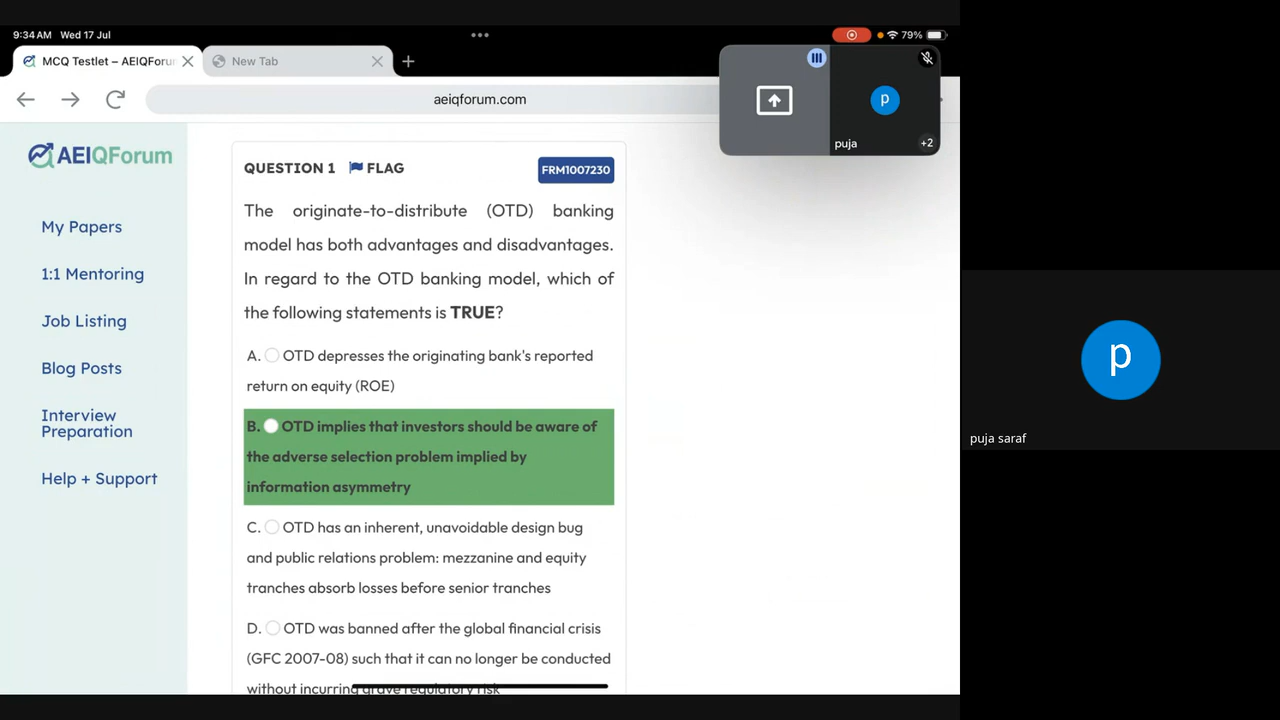 9:34 AM Wed 17 Jul
79%
MCQ Testlet – AEIQForu
New Tab
aeiqforum.com
p
puja
+2
AEIQForum
My Papers
1:1 Mentoring
Job Listing
Blog Posts
Interview
Preparation
Help + Support
QUESTION 1 FLAG
FRM1007230
The originate-to-distribute (OTD) banking
model has both advantages and disadvantages.
In regard to the OTD banking model, which of
the following statements is TRUE?
A. OTD depresses the originating bank's reported
return on equity (ROE)
B. OTD implies that investors should be aware of
the adverse selection problem implied by
information asymmetry
C. OTD has an inherent, unavoidable design bug
and public relations problem: mezzanine and equity
tranches absorb losses before senior tranches
D. OTD was banned after the global financial crisis
(GFC 2007-08) such that it can no longer be conducted
without incurring grave regulatory risk
p
puja saraf